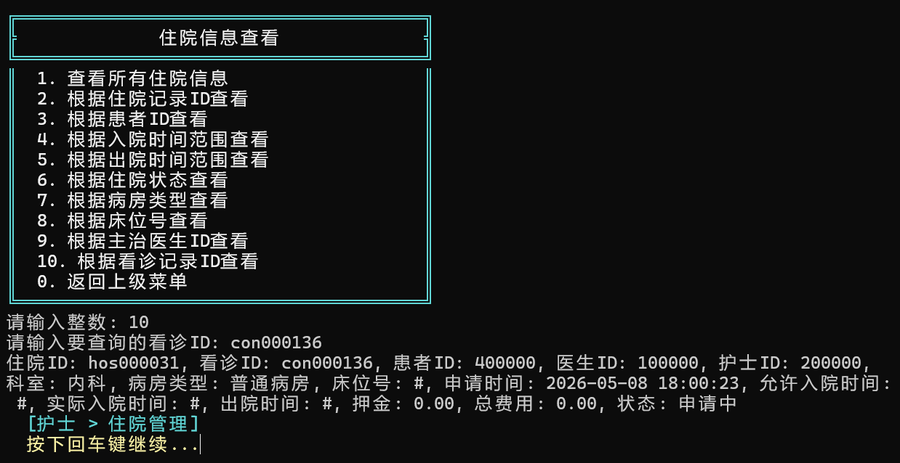 住院信息查看
1. 查看所有住院信息
2. 根据住院记录ID查看
3. 根据患者ID查看
4. 根据入院时间范围查看
5. 根据出院时间范围查看
6. 根据住院状态查看
7. 根据病房类型查看
8. 根据床位号查看
9. 根据主治医生ID查看
10. 根据看诊记录ID查看
0. 返回上级菜单
请输入整数: 10
请输入要查询的看诊ID: con000136
住院ID: hos000031, 看诊ID: con000136, 患者ID: 400000, 医生ID: 100000, 护士ID: 200000,
科室: 内科, 病房类型: 普通病房, 床位号: #, 申请时间: 2026-05-08 18:00:23, 允许入院时间:
#, 实际入院时间: #, 出院时间: #, 押金: 0.00, 总费用: 0.00, 状态: 申请中
[护士 > 住院管理]
按下回车键继续...